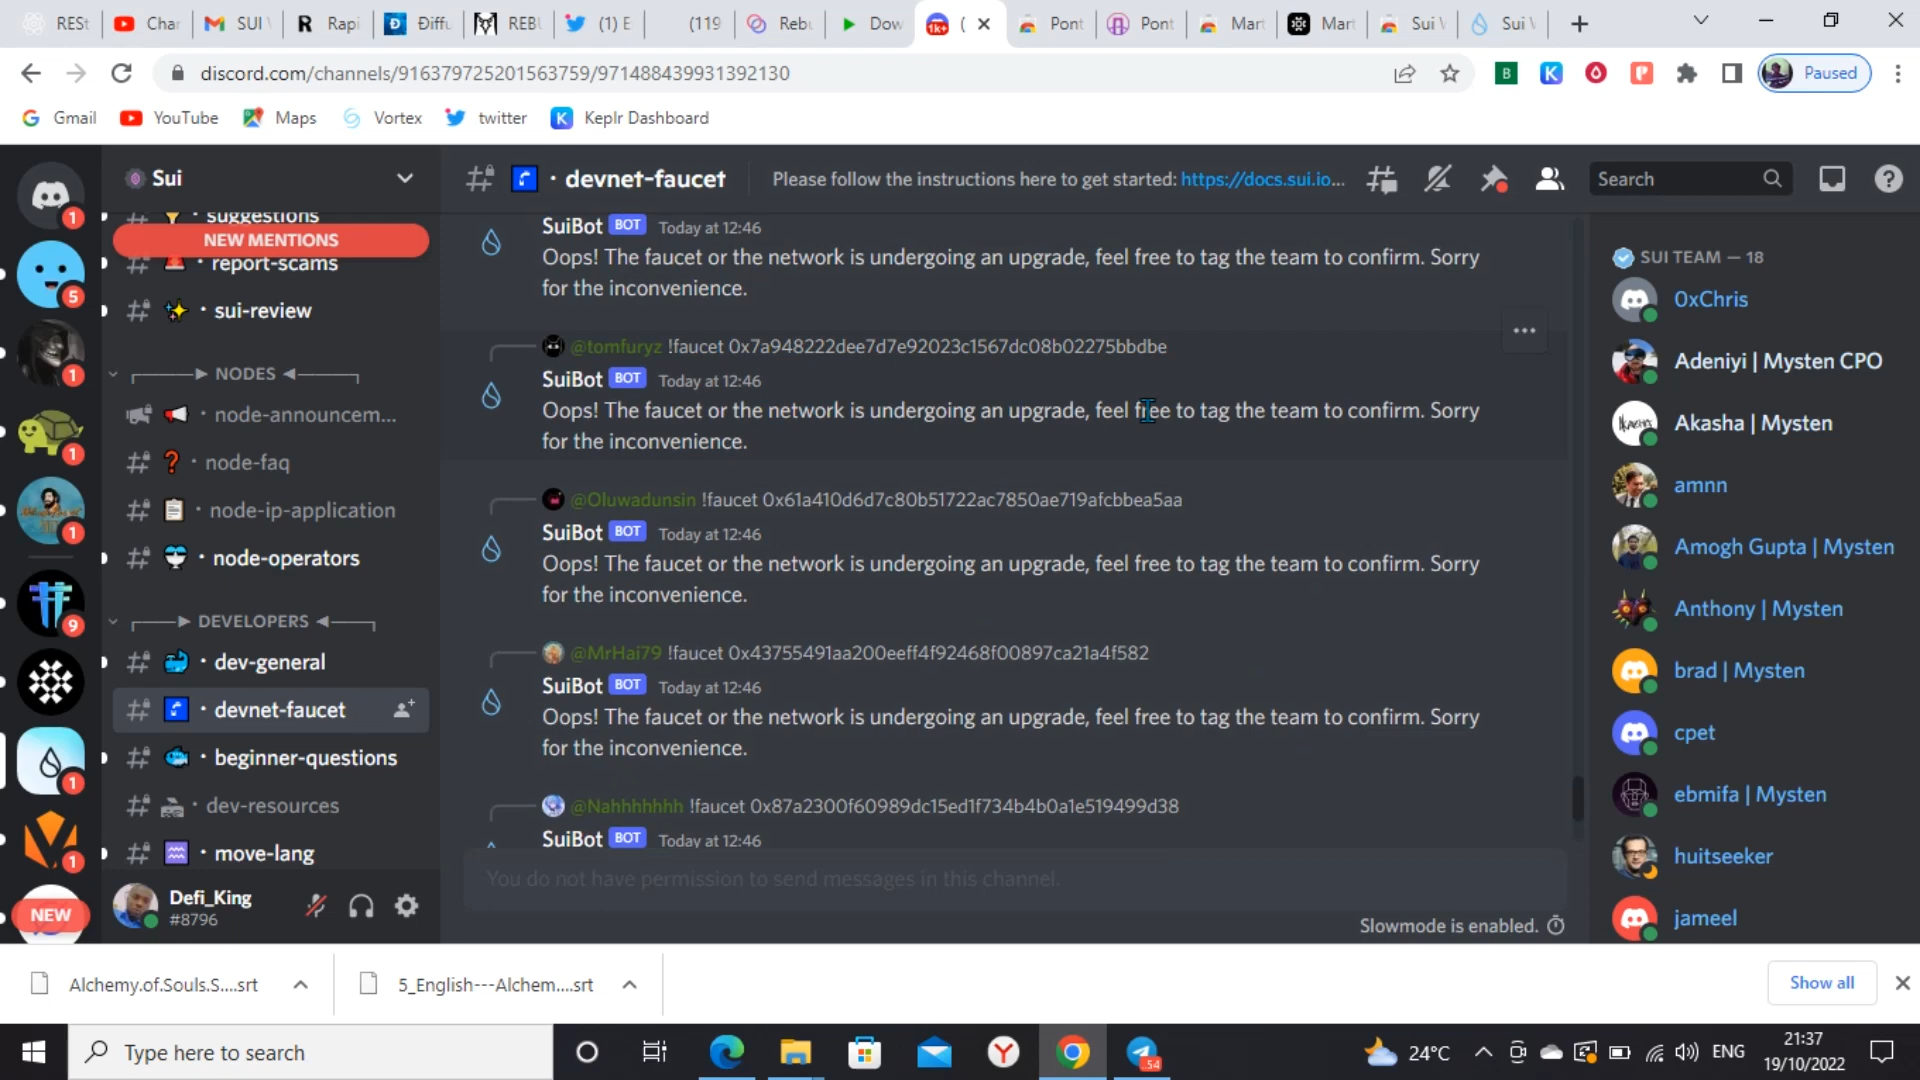 RESt
Char
SUI
Rapi
Diffu
REBU
(1) E
(119
Rebu
Dow
1K+
(
Pont
Pont
Mart
Mart
Sui
Sui
discord.com/channels/916379725201563759/971488439931392130
B
K
Paused
Gmail
YouTube
Maps
Vortex
twitter
Keplr Dashboard
Sui
suggestions
NEW MENTIONS
report-scams
sui-review
NODES
node-announcem...
node-faq
node-ip-application
node-operators
DEVELOPERS
dev-general
devnet-faucet
beginner-questions
dev-resources
move-lang
NEW
Defi_King
#8796
devnet-faucet
Please follow the instructions here to get started: https://docs.sui.io...
Search
SuiBot BOT Today at 12:46
Oops! The faucet or the network is undergoing an upgrade, feel free to tag the team to confirm. Sorry
for the inconvenience.
@tomfuryz !faucet 0x7a948222dee7d7e92023c1567dc08b02275bbdbe
SuiBot BOT Today at 12:46
Oops! The faucet or the network is undergoing an upgrade, feel free to tag the team to confirm. Sorry
for the inconvenience.
@Oluwadunsin !faucet 0x61a410d6d7c80b51722ac7850ae719afcbbea5aa
SuiBot BOT Today at 12:46
Oops! The faucet or the network is undergoing an upgrade, feel free to tag the team to confirm. Sorry
for the inconvenience.
@MrHai79 !faucet 0x43755491aa200eeff4f92468f00897ca21a4f582
SuiBot BOT Today at 12:46
Oops! The faucet or the network is undergoing an upgrade, feel free to tag the team to confirm. Sorry
for the inconvenience.
@Nahhhhhhh !faucet 0x87a2300f60989dc15ed1f734b4b0a1e519499d38
SuiBot BOT Today at 12:46
You do not have permission to send messages in this channel.
Slowmode is enabled.
SUI TEAM — 18
0xChris
Adeniyi | Mysten CPO
Akasha | Mysten
amnn
Amogh Gupta | Mysten
Anthony | Mysten
brad | Mysten
cpet
ebmifa | Mysten
huitseeker
jameel
Alchemy.of.Souls.S....srt
5_English---Alchem....srt
Show all
Type here to search
54
24°C
ENG
21:37
19/10/2022